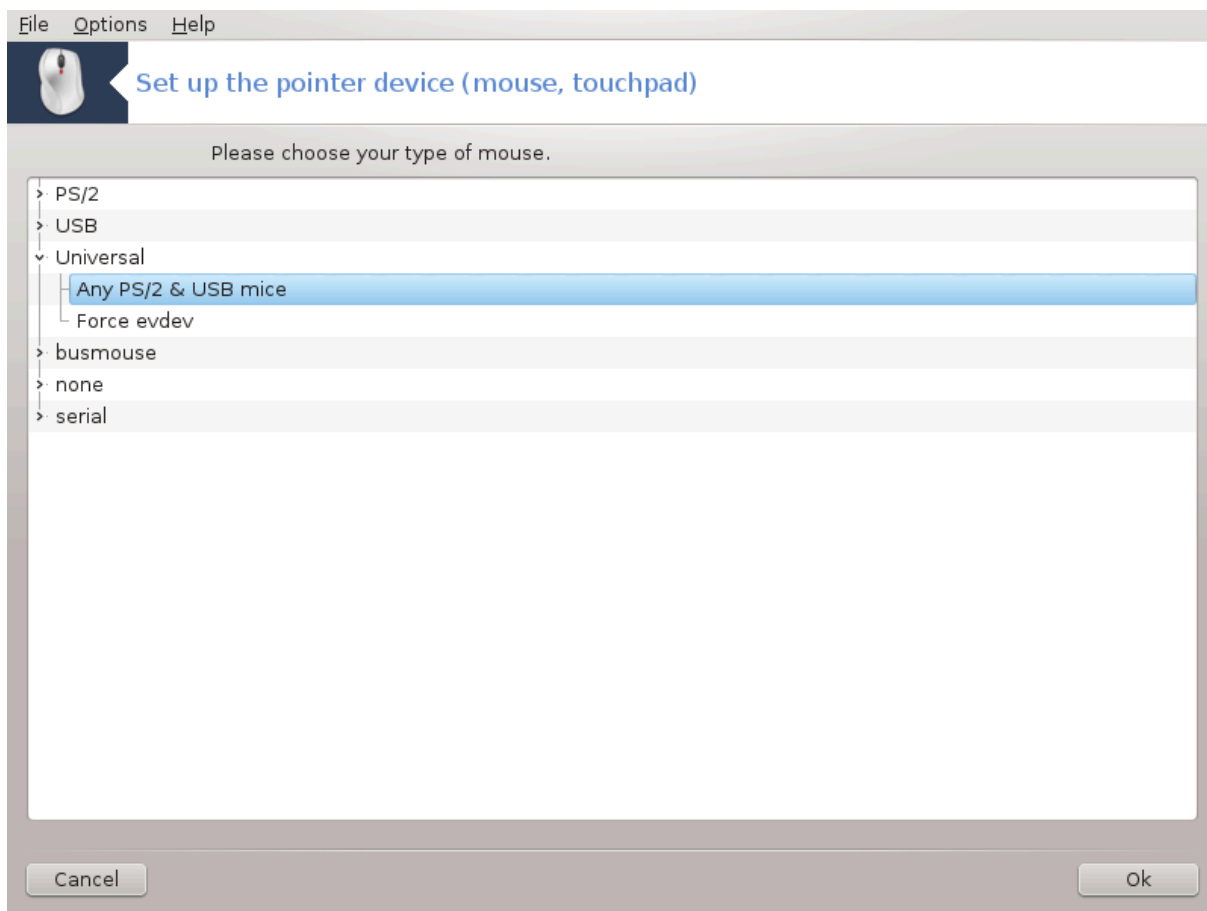 File Options Help
Set up the pointer device (mouse, touchpad)
Please choose your type of mouse.
PS/2
USB
Universal
Any PS/2 & USB mice
Force evdev
busmouse
none
serial
Cancel Ok